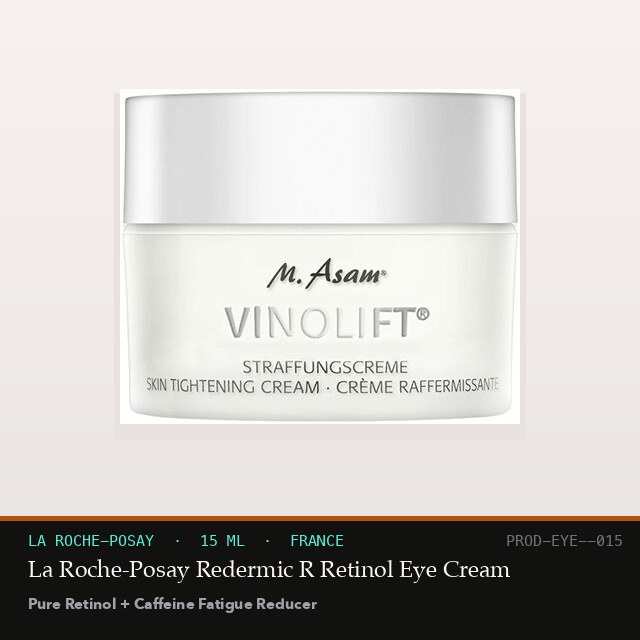 M. Asam®
VINOLIFT®
STRAFFUNGSCREME
SKIN TIGHTENING CREAM · CRÈME RAFFERMISSANTE
LA ROCHE–POSAY · 15 ML · FRANCE
PROD–EYE––015
La Roche-Posay Redermic R Retinol Eye Cream
Pure Retinol + Caffeine Fatigue Reducer